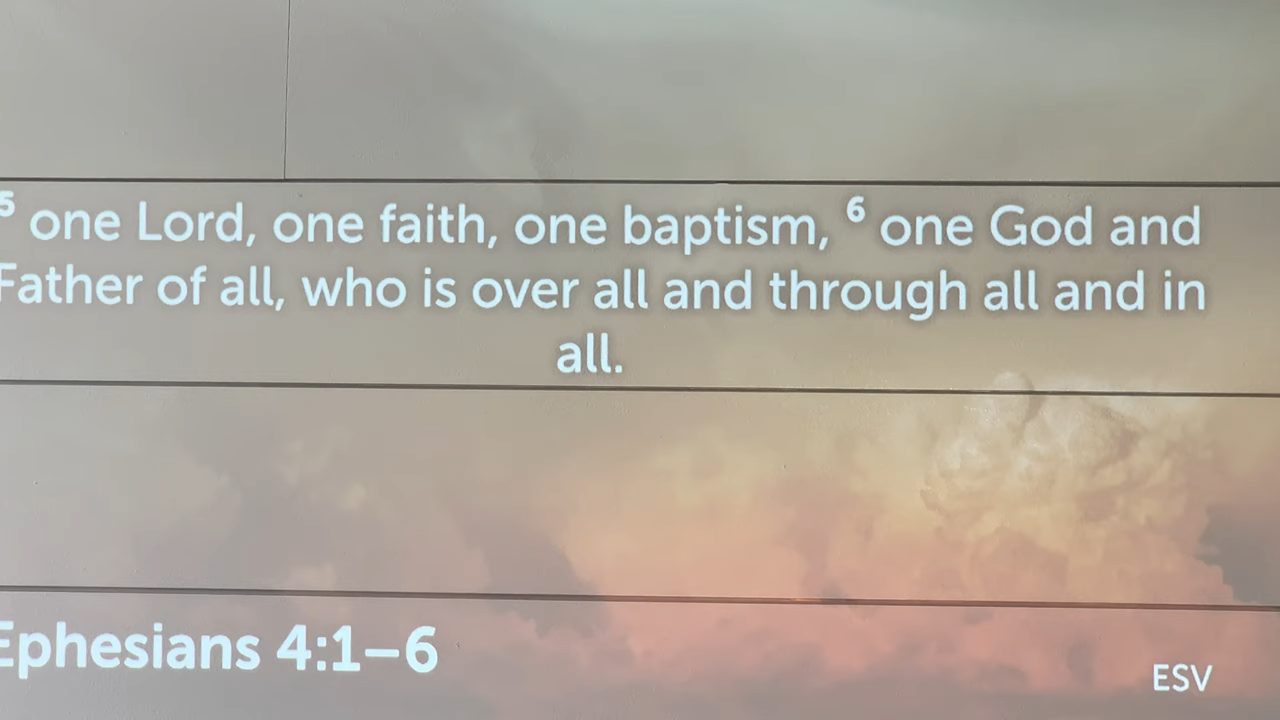 ⁵ one Lord, one faith, one baptism, ⁶ one God and
Father of all, who is over all and through all and in
all.
Ephesians 4:1–6
ESV